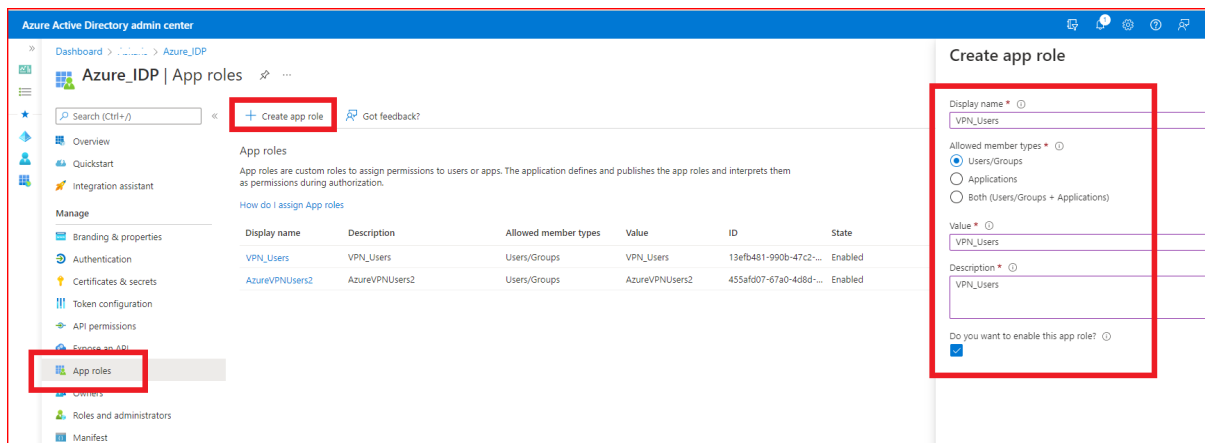 Azure Active Directory admin center
Dashboard > Azure_IDP
Azure_IDP | App roles
Search (Ctrl+/)
Overview
Quickstart
Integration assistant
Manage
Branding & properties
Authentication
Certificates & secrets
Token configuration
API permissions
Expose an API
App roles
Owners
Roles and administrators
Manifest
+ Create app role
Got feedback?
App roles
App roles are custom roles to assign permissions to users or apps. The application defines and publishes the app roles and interprets them
as permissions during authorization.
How do I assign App roles
Display name Description Allowed member types Value ID State
VPN_Users VPN_Users Users/Groups VPN_Users 13efb481-990b-47c2-... Enabled
AzureVPNUsers2 AzureVPNUsers2 Users/Groups AzureVPNUsers2 455afd07-67a0-4d8d-... Enabled
Create app role
Display name *
VPN_Users
Allowed member types *
Users/Groups
Applications
Both (Users/Groups + Applications)
Value *
VPN_Users
Description *
VPN_Users
Do you want to enable this app role?